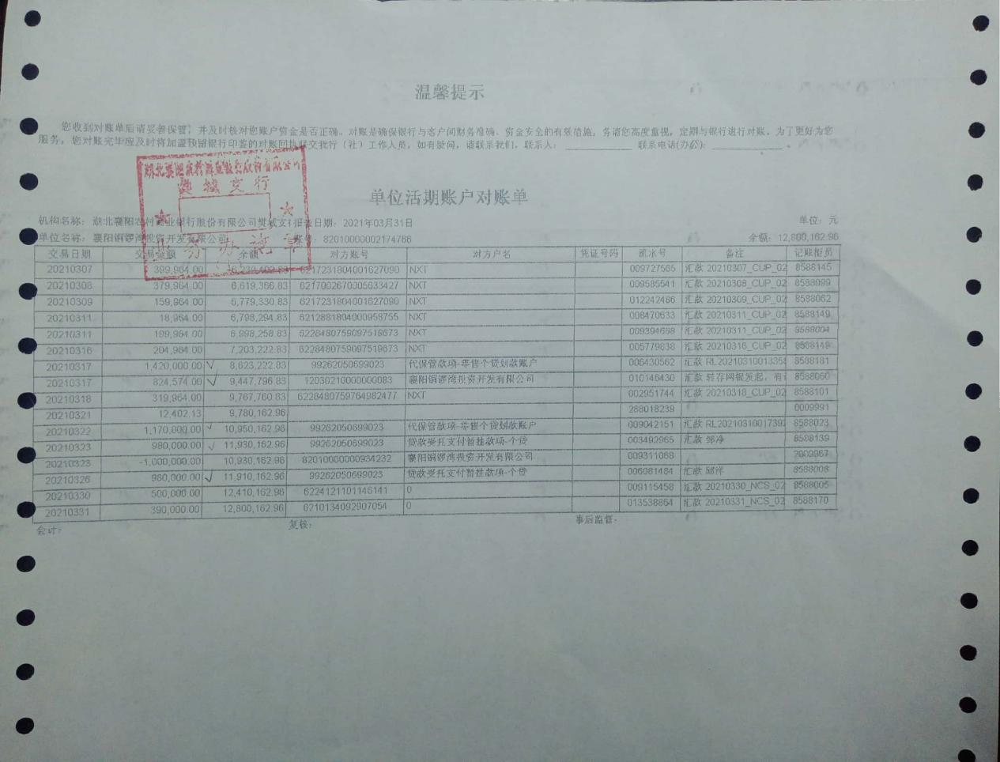 温馨提示
您收到对账单后请妥善保管，并及时核对您账户资金是否正确。对账是确保银行与客户间财务准确、资金安全的有效措施，务请您高度重视，定期与银行进行对账。为了更好为您
服务，您对账完毕应及时将加盖预留银行印鉴的对账回执联交我行（社）工作人员，如有疑问，请联系我们，联系人：__________ 联系电话(办公)：__________。
湖北襄阳农村商业银行股份有限公司
樊城支行
业务办讫章
单位活期账户对账单
机构名称：湖北襄阳农村商业银行股份有限公司樊城支行 报告日期：2021年03月31日 单位：元
单位名称：襄阳铜锣湾投资开发有限公司 账号：82010000002174786 余额：12,800,162.96
交易日期 交易金额 余额 对方账号 对方户名 凭证号码 流水号 备注 记账柜员
20210307 399,964.00 6,239,402.83 6217231804001627090 NXT 009727565 汇款 20210307_CUP_02 8588145
20210308 379,964.00 6,619,366.83 6217002670005633427 NXT 009585541 汇款 20210308_CUP_02 8588099
20210309 159,964.00 6,779,330.83 6217231804001627090 NXT 012242486 汇款 20210309_CUP_02 8588062
20210311 18,964.00 6,798,294.83 6212881804000958755 NXT 008470633 汇款 20210311_CUP_02 8588149
20210311 199,964.00 6,998,258.83 6228480759097519673 NXT 009394668 汇款 20210311_CUP_02 8588004
20210316 204,964.00 7,203,222.83 6228480759097519673 NXT 005779838 汇款 20210316_CUP_02 8588149
20210317 1,420,000.00 8,623,222.83 99262050699023 代保管款项-零售个贷划款账户 006430562 汇款 RL2021031001335 8588181
20210317 824,574.00 9,447,796.83 12030210000000083 襄阳铜锣湾投资开发有限公司 010146430 汇款 转存网银发起，有 8588060
20210318 319,964.00 9,767,760.83 6228480759764982477 NXT 002951744 汇款 20210318_CUP_02 8588101
20210321 12,402.13 9,780,162.96 288018239 0009991
20210322 1,170,000.00 10,950,162.96 99262050699023 代保管款项-零售个贷划款账户 009042151 汇款 RL2021031001739 8588023
20210323 980,000.00 11,930,162.96 99262050699023 贷款受托支付暂挂款项-个贷 003492965 汇款 邹净 8588139
20210323 -1,000,000.00 10,930,162.96 82010000000934232 襄阳铜锣湾投资开发有限公司 009311068 2009967
20210326 980,000.00 11,910,162.96 99262050699023 贷款受托支付暂挂款项-个贷 006081484 汇款 邱洋 8588008
20210330 500,000.00 12,410,162.96 6224121101146141 0 009115458 汇款 20210330_NCS_02 8588005
20210331 390,000.00 12,800,162.96 6210134092907054 0 013538864 汇款 20210331_NCS_02 8588170
会计： 复核： 事后监督：